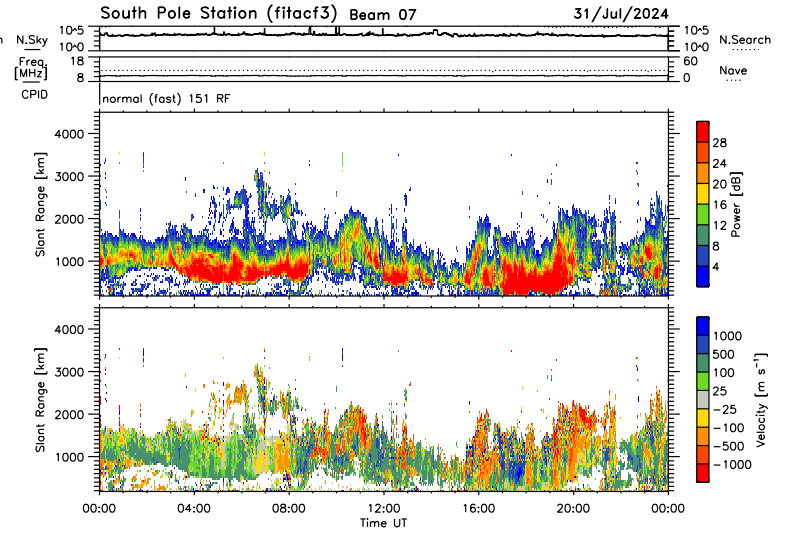 South Pole Station (fitacf3) Beam 07 31/Jul/2024
N.Sky 10^5 10^0 10^5 10^0 N.Search
Freq. [MHz] 18 8 60 0 Nave
CPID normal (fast) 151 RF
Slant Range [km]
4000
3000
2000
1000
28
24
20
16
12
8
4
Power [dB]
Slant Range [km]
4000
3000
2000
1000
1000
500
100
25
-25
-100
-500
-1000
Velocity [m s⁻¹]
00:00 04:00 08:00 12:00 16:00 20:00 00:00
Time UT